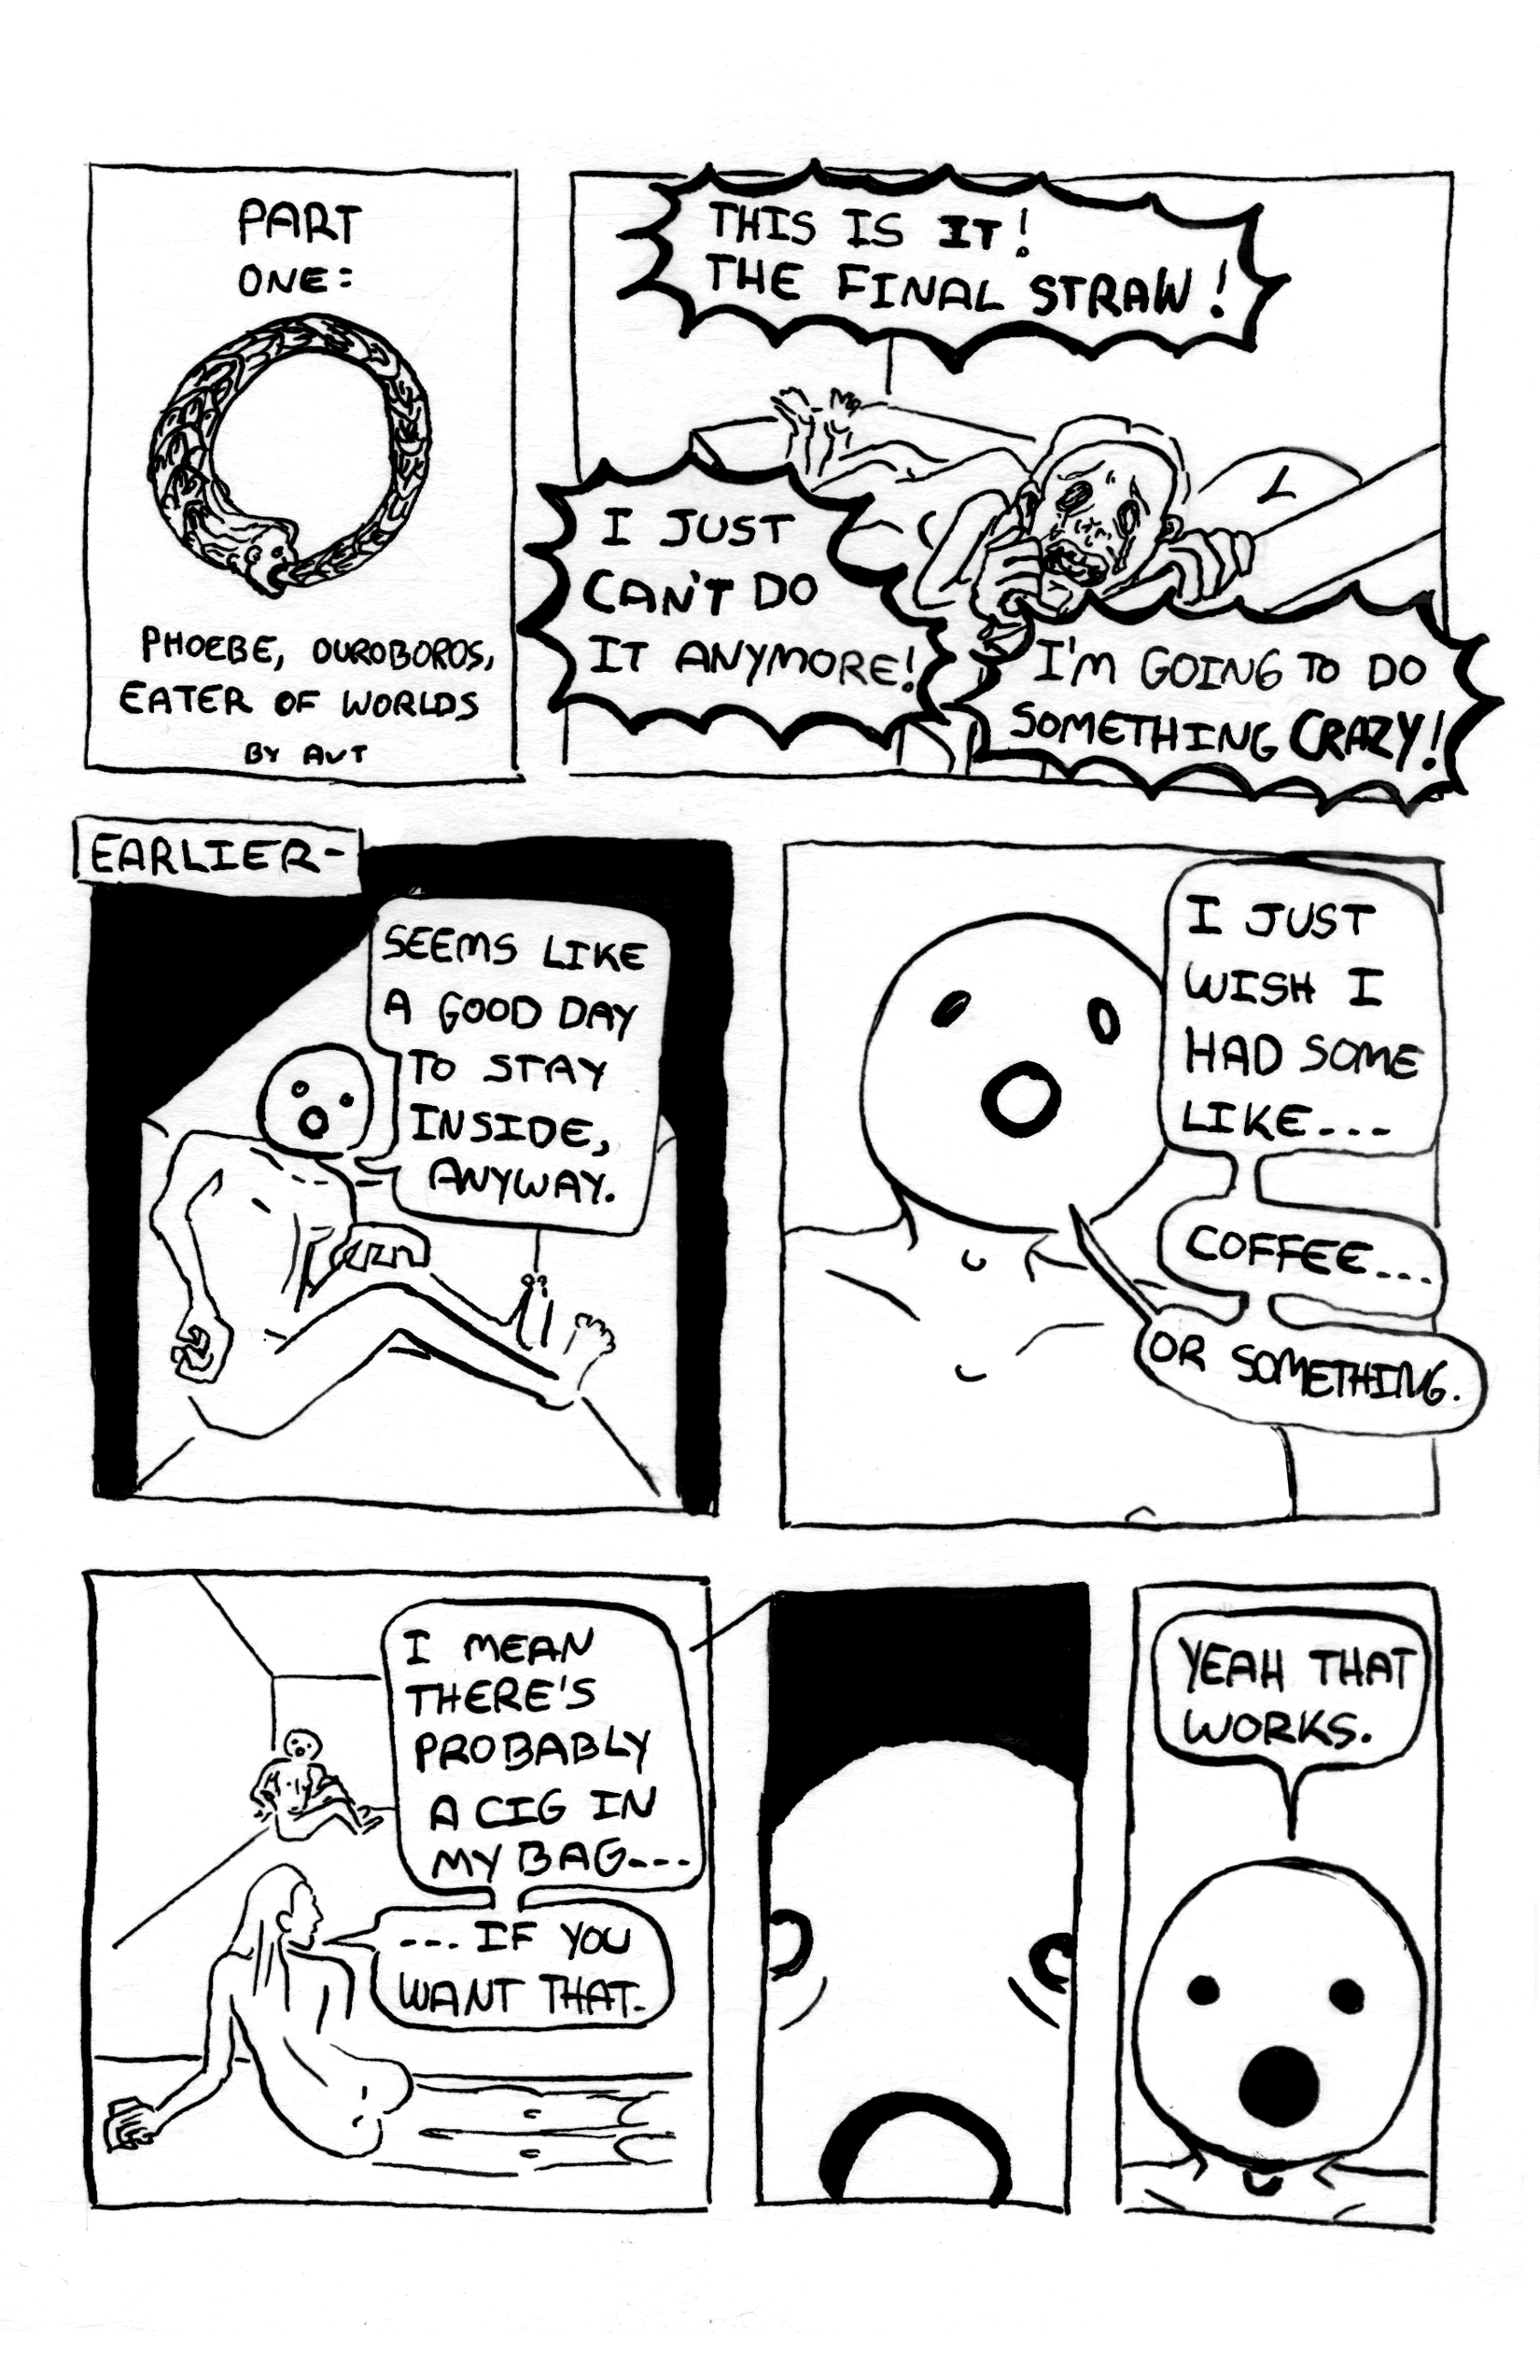 PART
ONE:
PHOEBE, OUROBOROS,
EATER OF WORLDS
BY AUT
THIS IS IT!
THE FINAL STRAW!
I JUST
CAN'T DO
IT ANYMORE!
I'M GOING TO DO
SOMETHING CRAZY!
EARLIER-
SEEMS LIKE
A GOOD DAY
TO STAY
INSIDE,
ANYWAY.
I JUST
WISH I
HAD SOME
LIKE...
COFFEE...
OR SOMETHING.
I MEAN
THERE'S
PROBABLY
A CIG IN
MY BAG...
... IF YOU
WANT THAT.
YEAH THAT
WORKS.